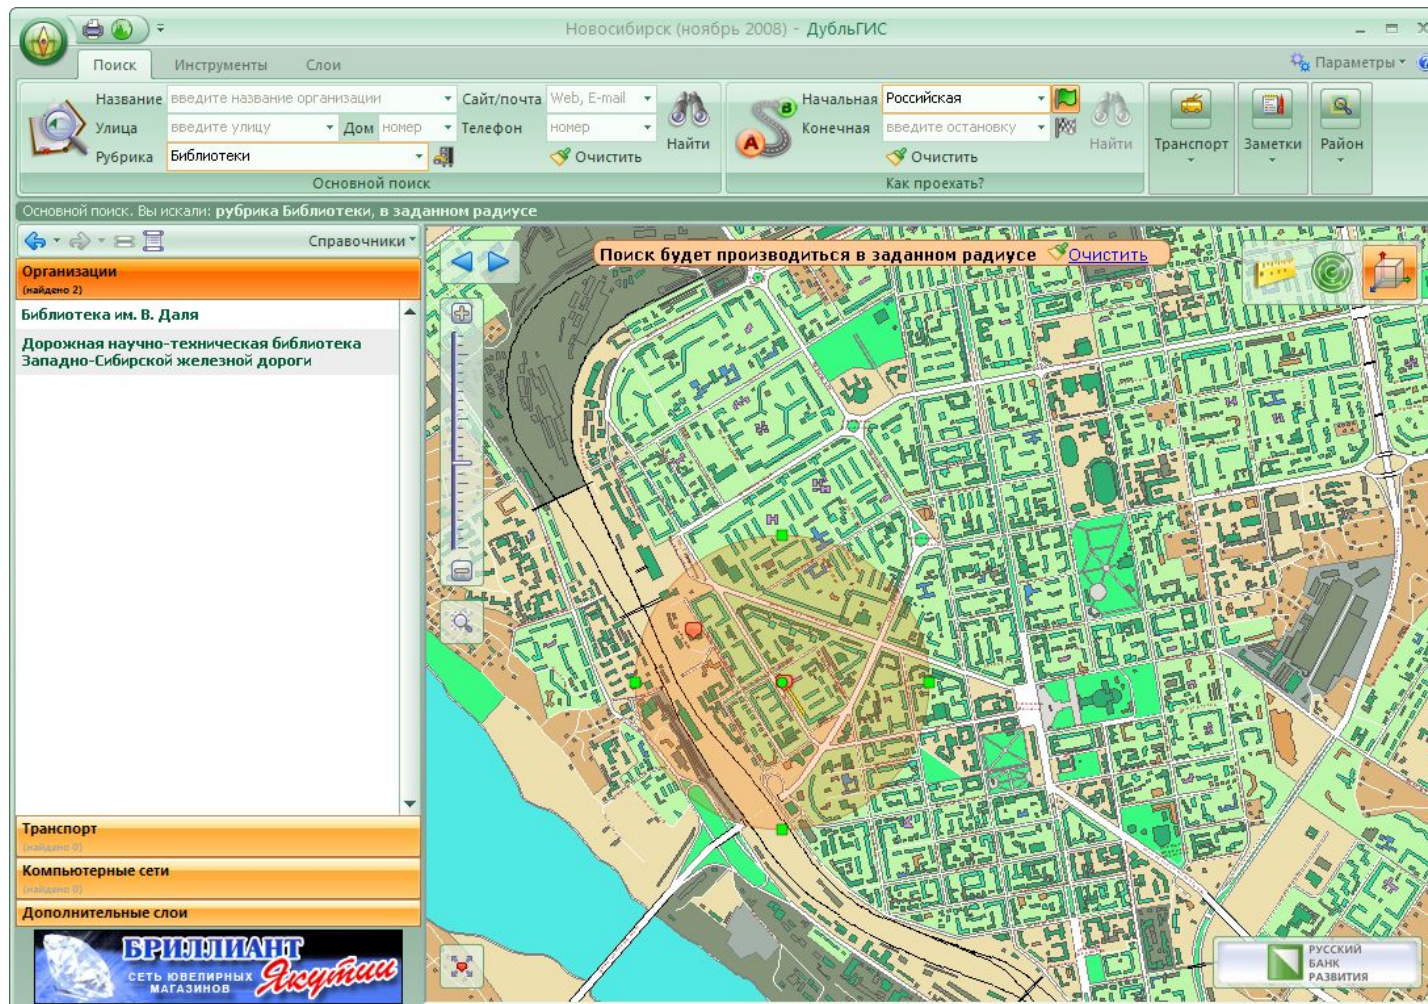 Новосибирск (ноябрь 2008) - ДубльГИС
Поиск
Инструменты
Слои
Параметры
Название
введите название организации
Сайт/почта
Web, E-mail
Улица
введите улицу
Дом
номер
Телефон
номер
Рубрика
Библиотеки
Очистить
Найти
Основной поиск
A
B
Начальная
Российская
Конечная
введите остановку
Очистить
Найти
Как проехать?
Транспорт
Заметки
Район
Основной поиск. Вы искали: рубрика Библиотеки, в заданном радиусе
Справочники
Организации
(найдено 2)
Библиотека им. В. Даля
Дорожная научно-техническая библиотека
Западно-Сибирской железной дороги
Поиск будет производиться в заданном радиусе Очистить
Транспорт
(найдено 0)
Компьютерные сети
(найдено 0)
Дополнительные слои
БРИЛЛИАНТ
СЕТЬ ЮВЕЛИРНЫХ
МАГАЗИНОВ
Якутии
РУССКИЙ
БАНК
РАЗВИТИЯ